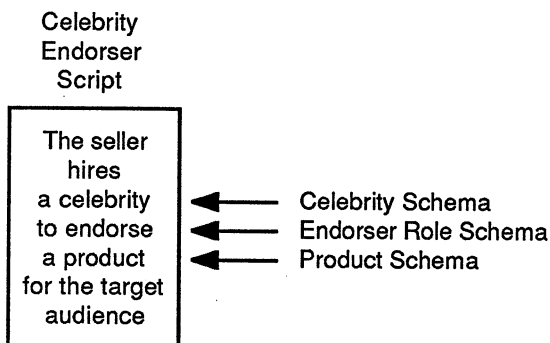 Celebrity
Endorser
Script
The seller
hires
a celebrity
to endorse
a product
for the target
audience
Celebrity Schema
Endorser Role Schema
Product Schema